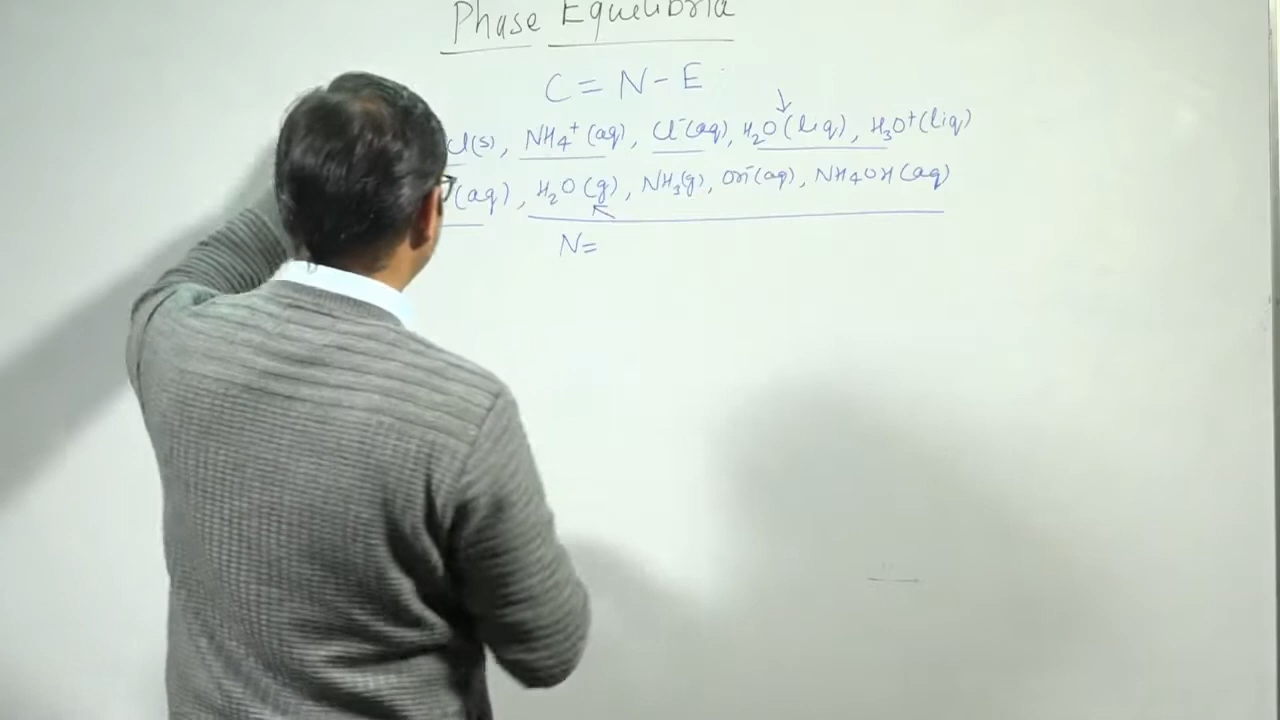 Phase Equilibria
C = N - E
Cl(s), NH4+ (aq), Cl-(aq), H2O(liq), H3O+(liq)
(aq), H2O(g), NH3(g), OH-(aq), NH4OH(aq)
N=